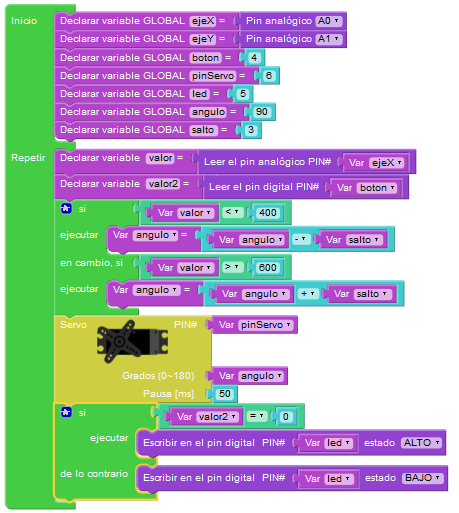 Inicio Declarar variable GLOBAL ejeX = Pin analógico A0
Declarar variable GLOBAL ejeY = Pin analógico A1
Declarar variable GLOBAL boton = 4
Declarar variable GLOBAL pinServo = 6
Declarar variable GLOBAL led = 5
Declarar variable GLOBAL angulo = 90
Declarar variable GLOBAL salto = 3
Repetir Declarar variable valor = Leer el pin analógico PIN# Var ejeX
Declarar variable valor2 = Leer el pin digital PIN# Var boton
si Var valor < 400
ejecutar Var angulo = Var angulo - Var salto
en cambio, si Var valor > 600
ejecutar Var angulo = Var angulo + Var salto
Servo PIN# Var pinServo
Grados (0~180) Var angulo
Pausa [ms] 50
si Var valor2 = 0
ejecutar Escribir en el pin digital PIN# Var led estado ALTO
de lo contrario Escribir en el pin digital PIN# Var led estado BAJO